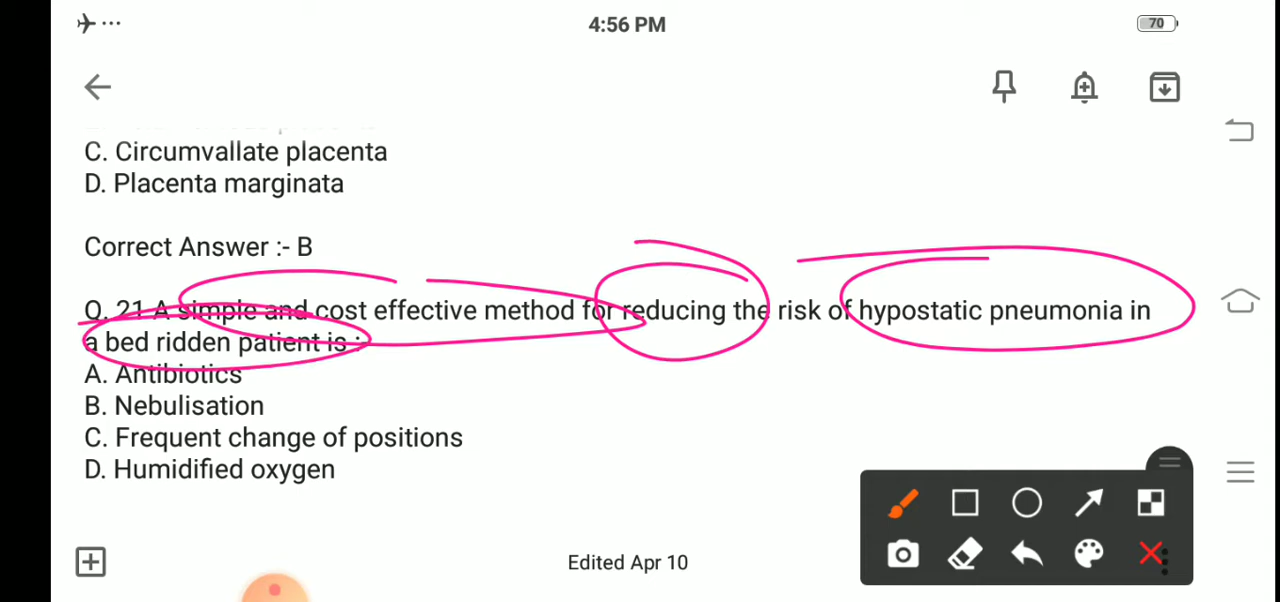 4:56 PM
70
C. Circumvallate placenta
D. Placenta marginata
Correct Answer :- B
Q. 21 A simple and cost effective method for reducing the risk of hypostatic pneumonia in
a bed ridden patient is :-
A. Antibiotics
B. Nebulisation
C. Frequent change of positions
D. Humidified oxygen
Edited Apr 10